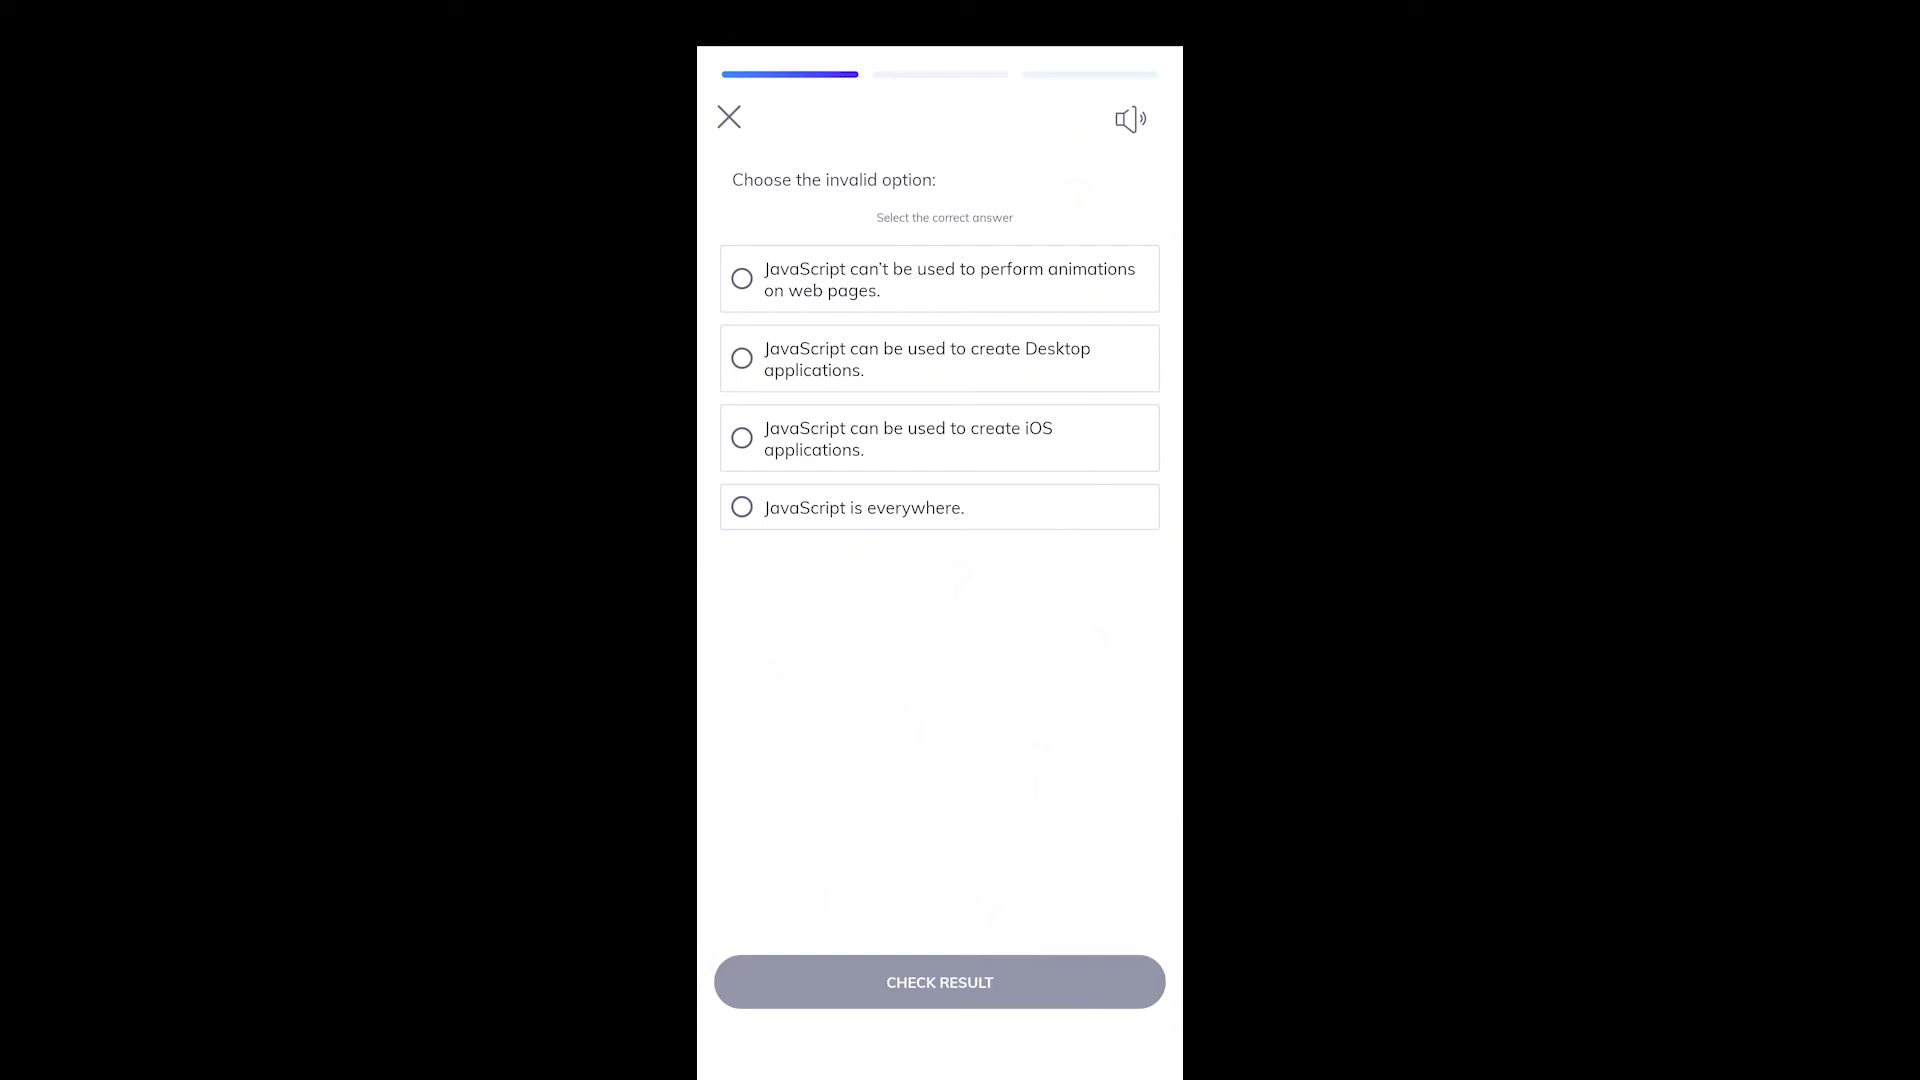 Choose the invalid option:
Select the correct answer
JavaScript can't be used to perform animations
on web pages.
JavaScript can be used to create Desktop
applications.
JavaScript can be used to create iOS
applications.
JavaScript is everywhere.
CHECK RESULT